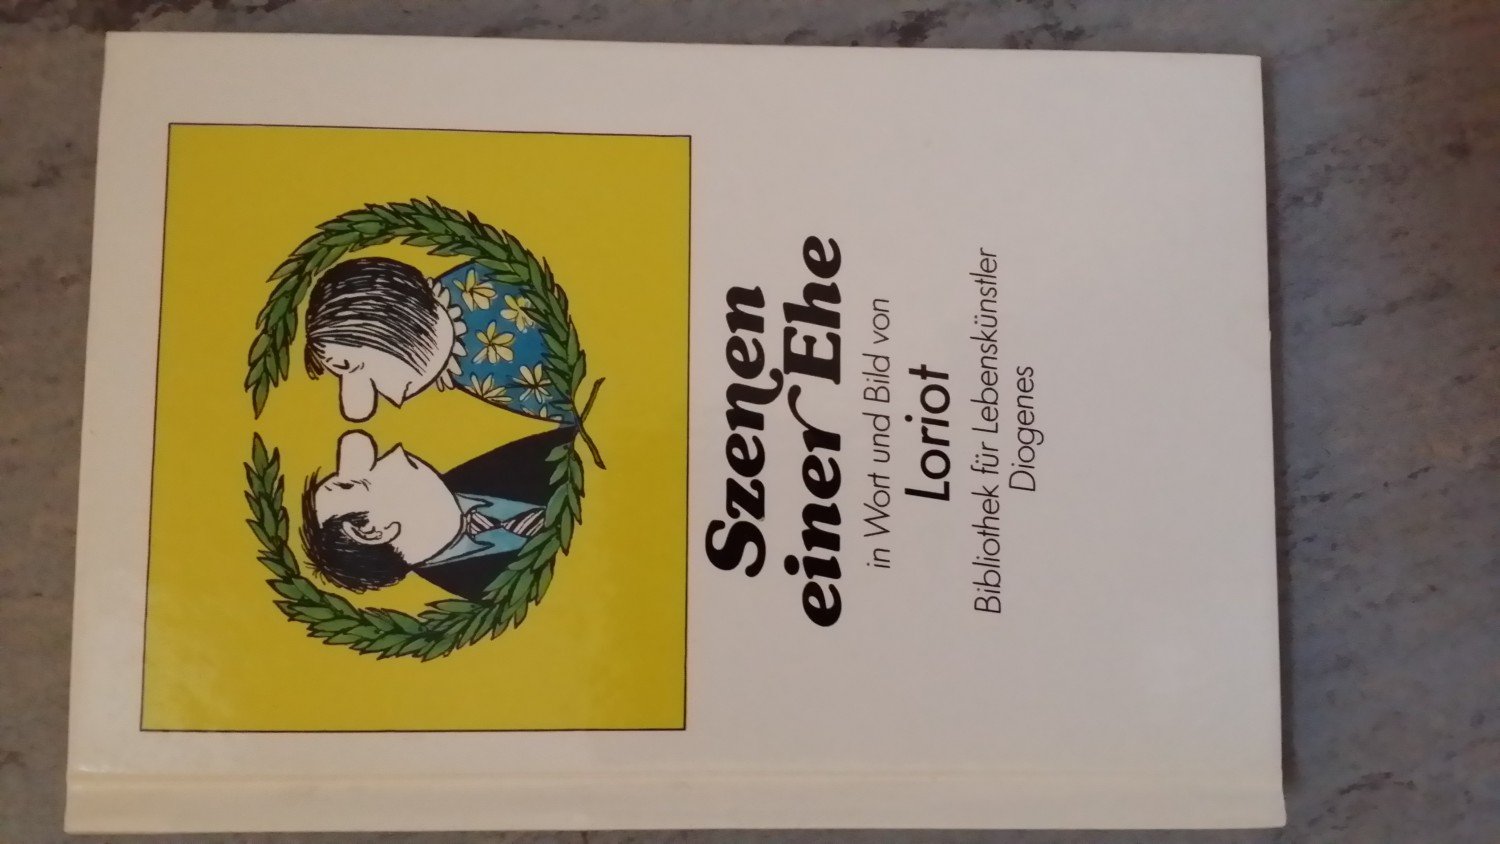 Szenen
einer Ehe
in Wort und Bild von
Loriot
Bibliothek für Lebenskünstler
Diogenes